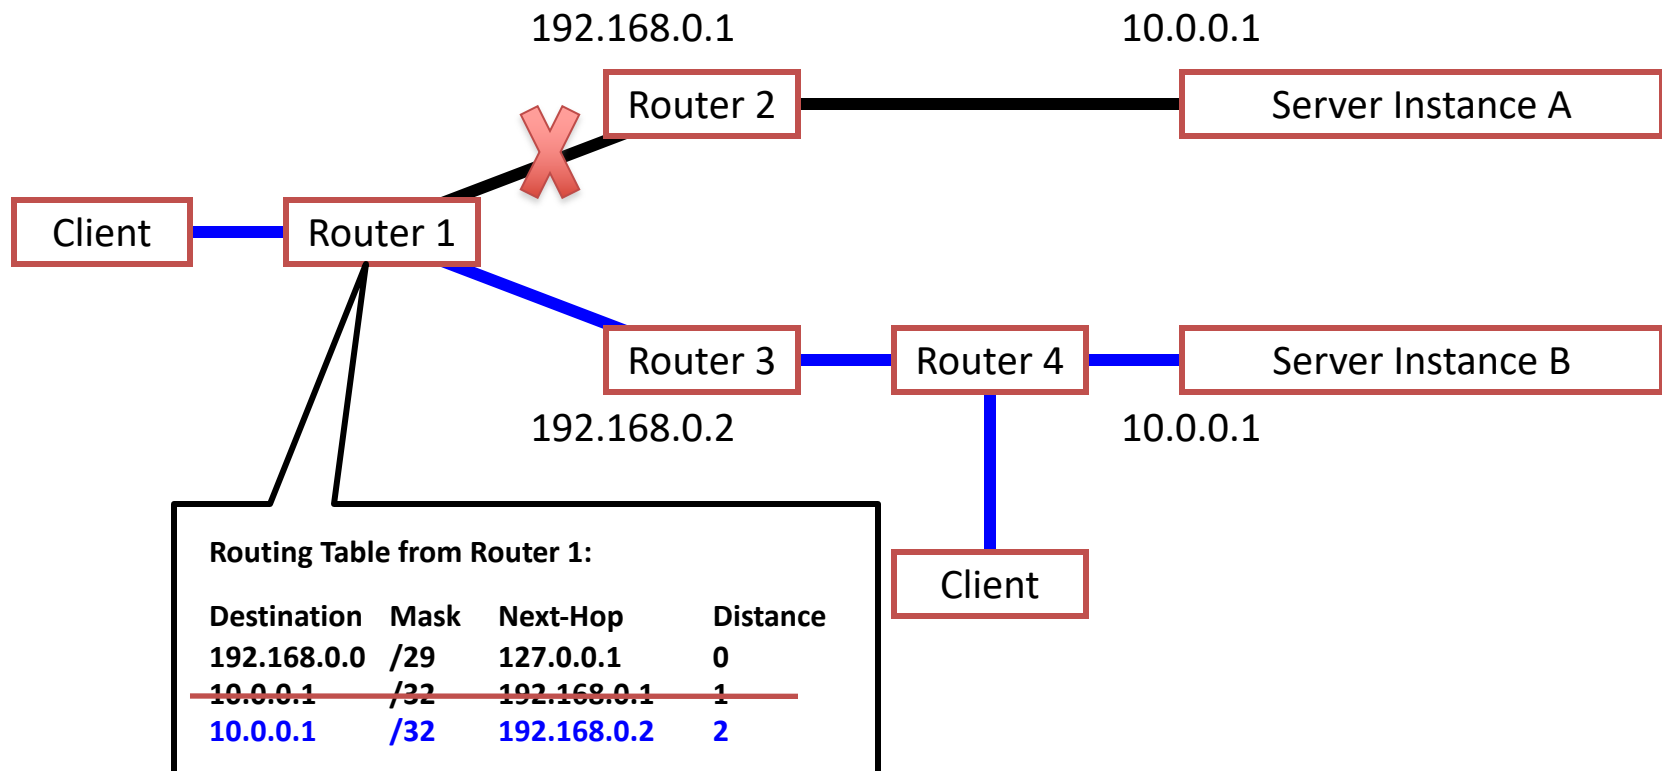 192.168.0.1
10.0.0.1
Router 2
Server Instance A
Client
Router 1
Router 3
Router 4
Server Instance B
192.168.0.2
10.0.0.1
Client
Routing Table from Router 1:
Destination Mask Next-Hop Distance
192.168.0.0 /29 127.0.0.1 0
10.0.0.1 /32 192.168.0.1 1
10.0.0.1 /32 192.168.0.2 2